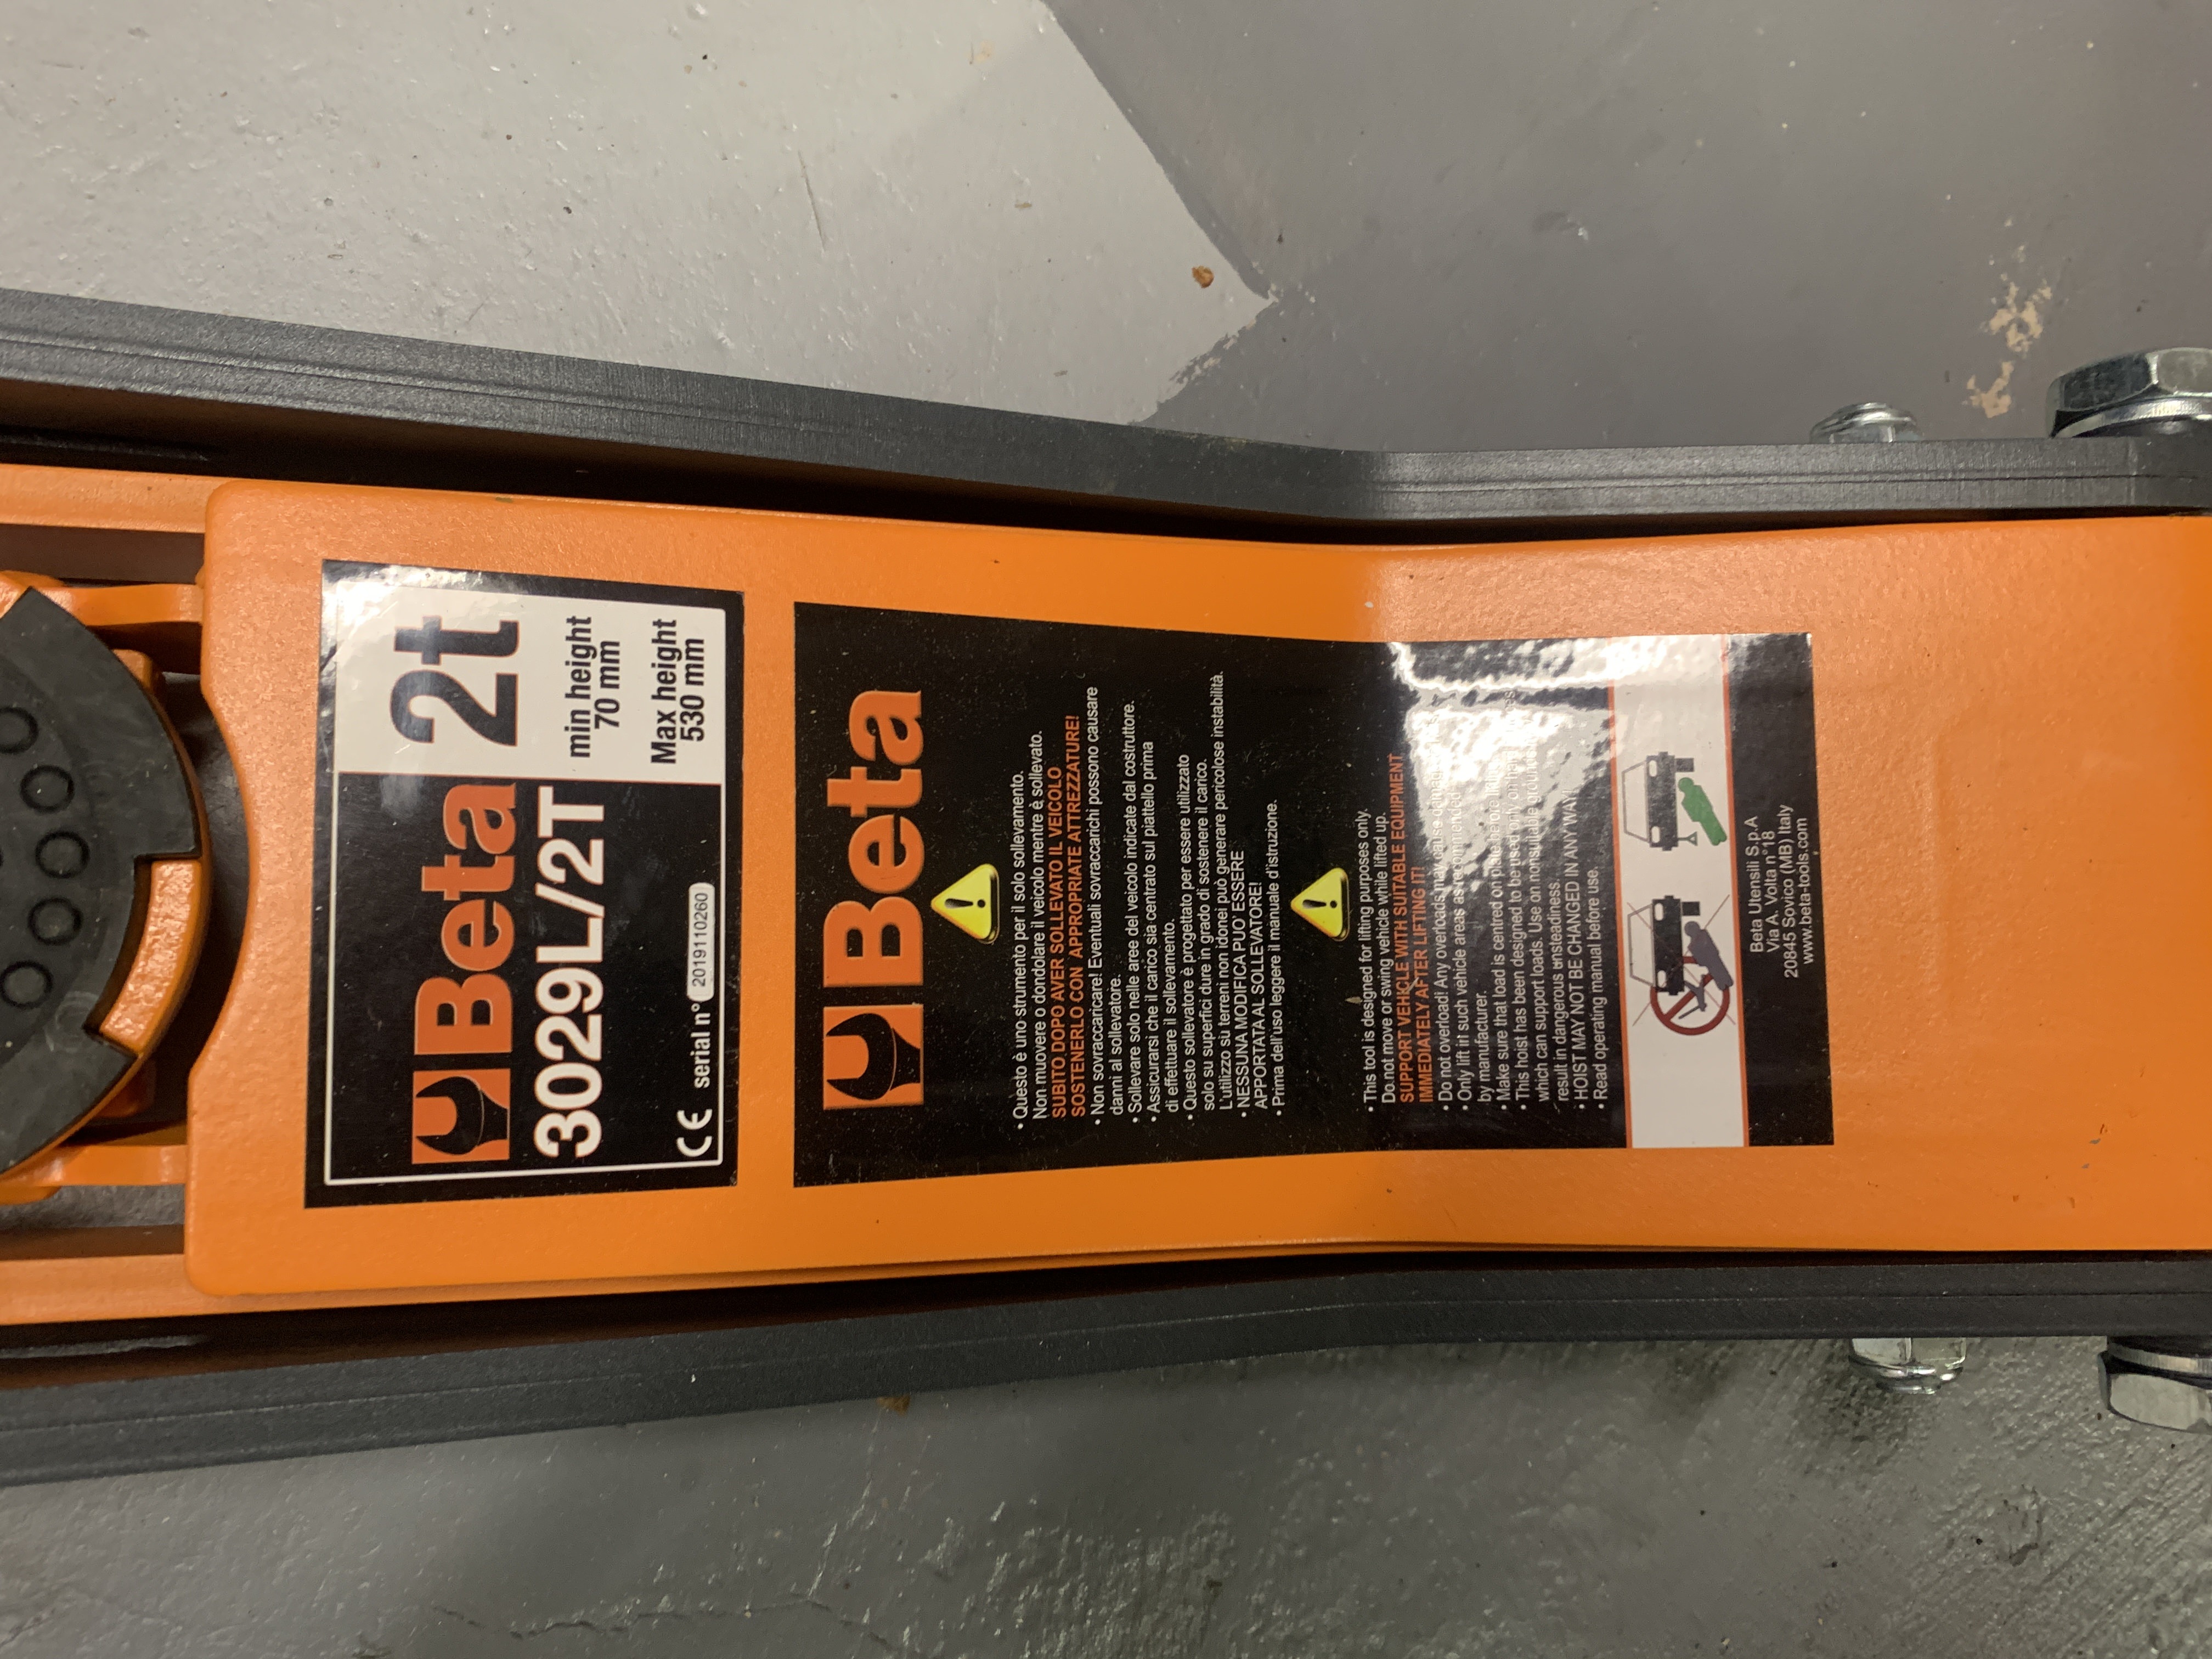 Beta 2t
3029L/2T
min height
70 mm
Max height
530 mm
CE serial n° 2019110260
Beta
• Questo è uno strumento per il solo sollevamento.
Non muovere o dondolare il veicolo mentre è sollevato.
SUBITO DOPO AVER SOLLEVATO IL VEICOLO
SOSTENERLO CON APPROPRIATE ATTREZZATURE!
• Non sovraccaricare! Eventuali sovraccarichi possono causare
danni al sollevatore.
• Sollevare solo nelle aree del veicolo indicate dal costruttore.
• Assicurarsi che il carico sia centrato sul piattello prima
di effettuare il sollevamento.
• Questo sollevatore è progettato per essere utilizzato
solo su superfici dure in grado di sostenere il carico.
L'utilizzo su terreni non idonei può generare pericolose instabilità.
• NESSUNA MODIFICA PUO' ESSERE
APPORTATA AL SOLLEVATORE!
• Prima dell'uso leggere il manuale d'istruzione.
• This tool is designed for lifting purposes only.
Do not move or swing vehicle while lifted up.
SUPPORT VEHICLE WITH SUITABLE EQUIPMENT
IMMEDIATELY AFTER LIFTING IT!
• Do not overload! Any overloads may cause
• Only lift in such vehicle areas as recommended
by manufacturer.
• Make sure that load is centred on plate before
• This hoist has been designed to be used only on hard
which can support loads. Use on nonsuitable
result in dangerous unsteadiness.
• HOIST MAY NOT BE CHANGED IN ANY WAY
• Read operating manual before use.
Beta Utensili S.p.A
Via A. Volta n°18
20845 Sovico (MB) Italy
www.beta-tools.com